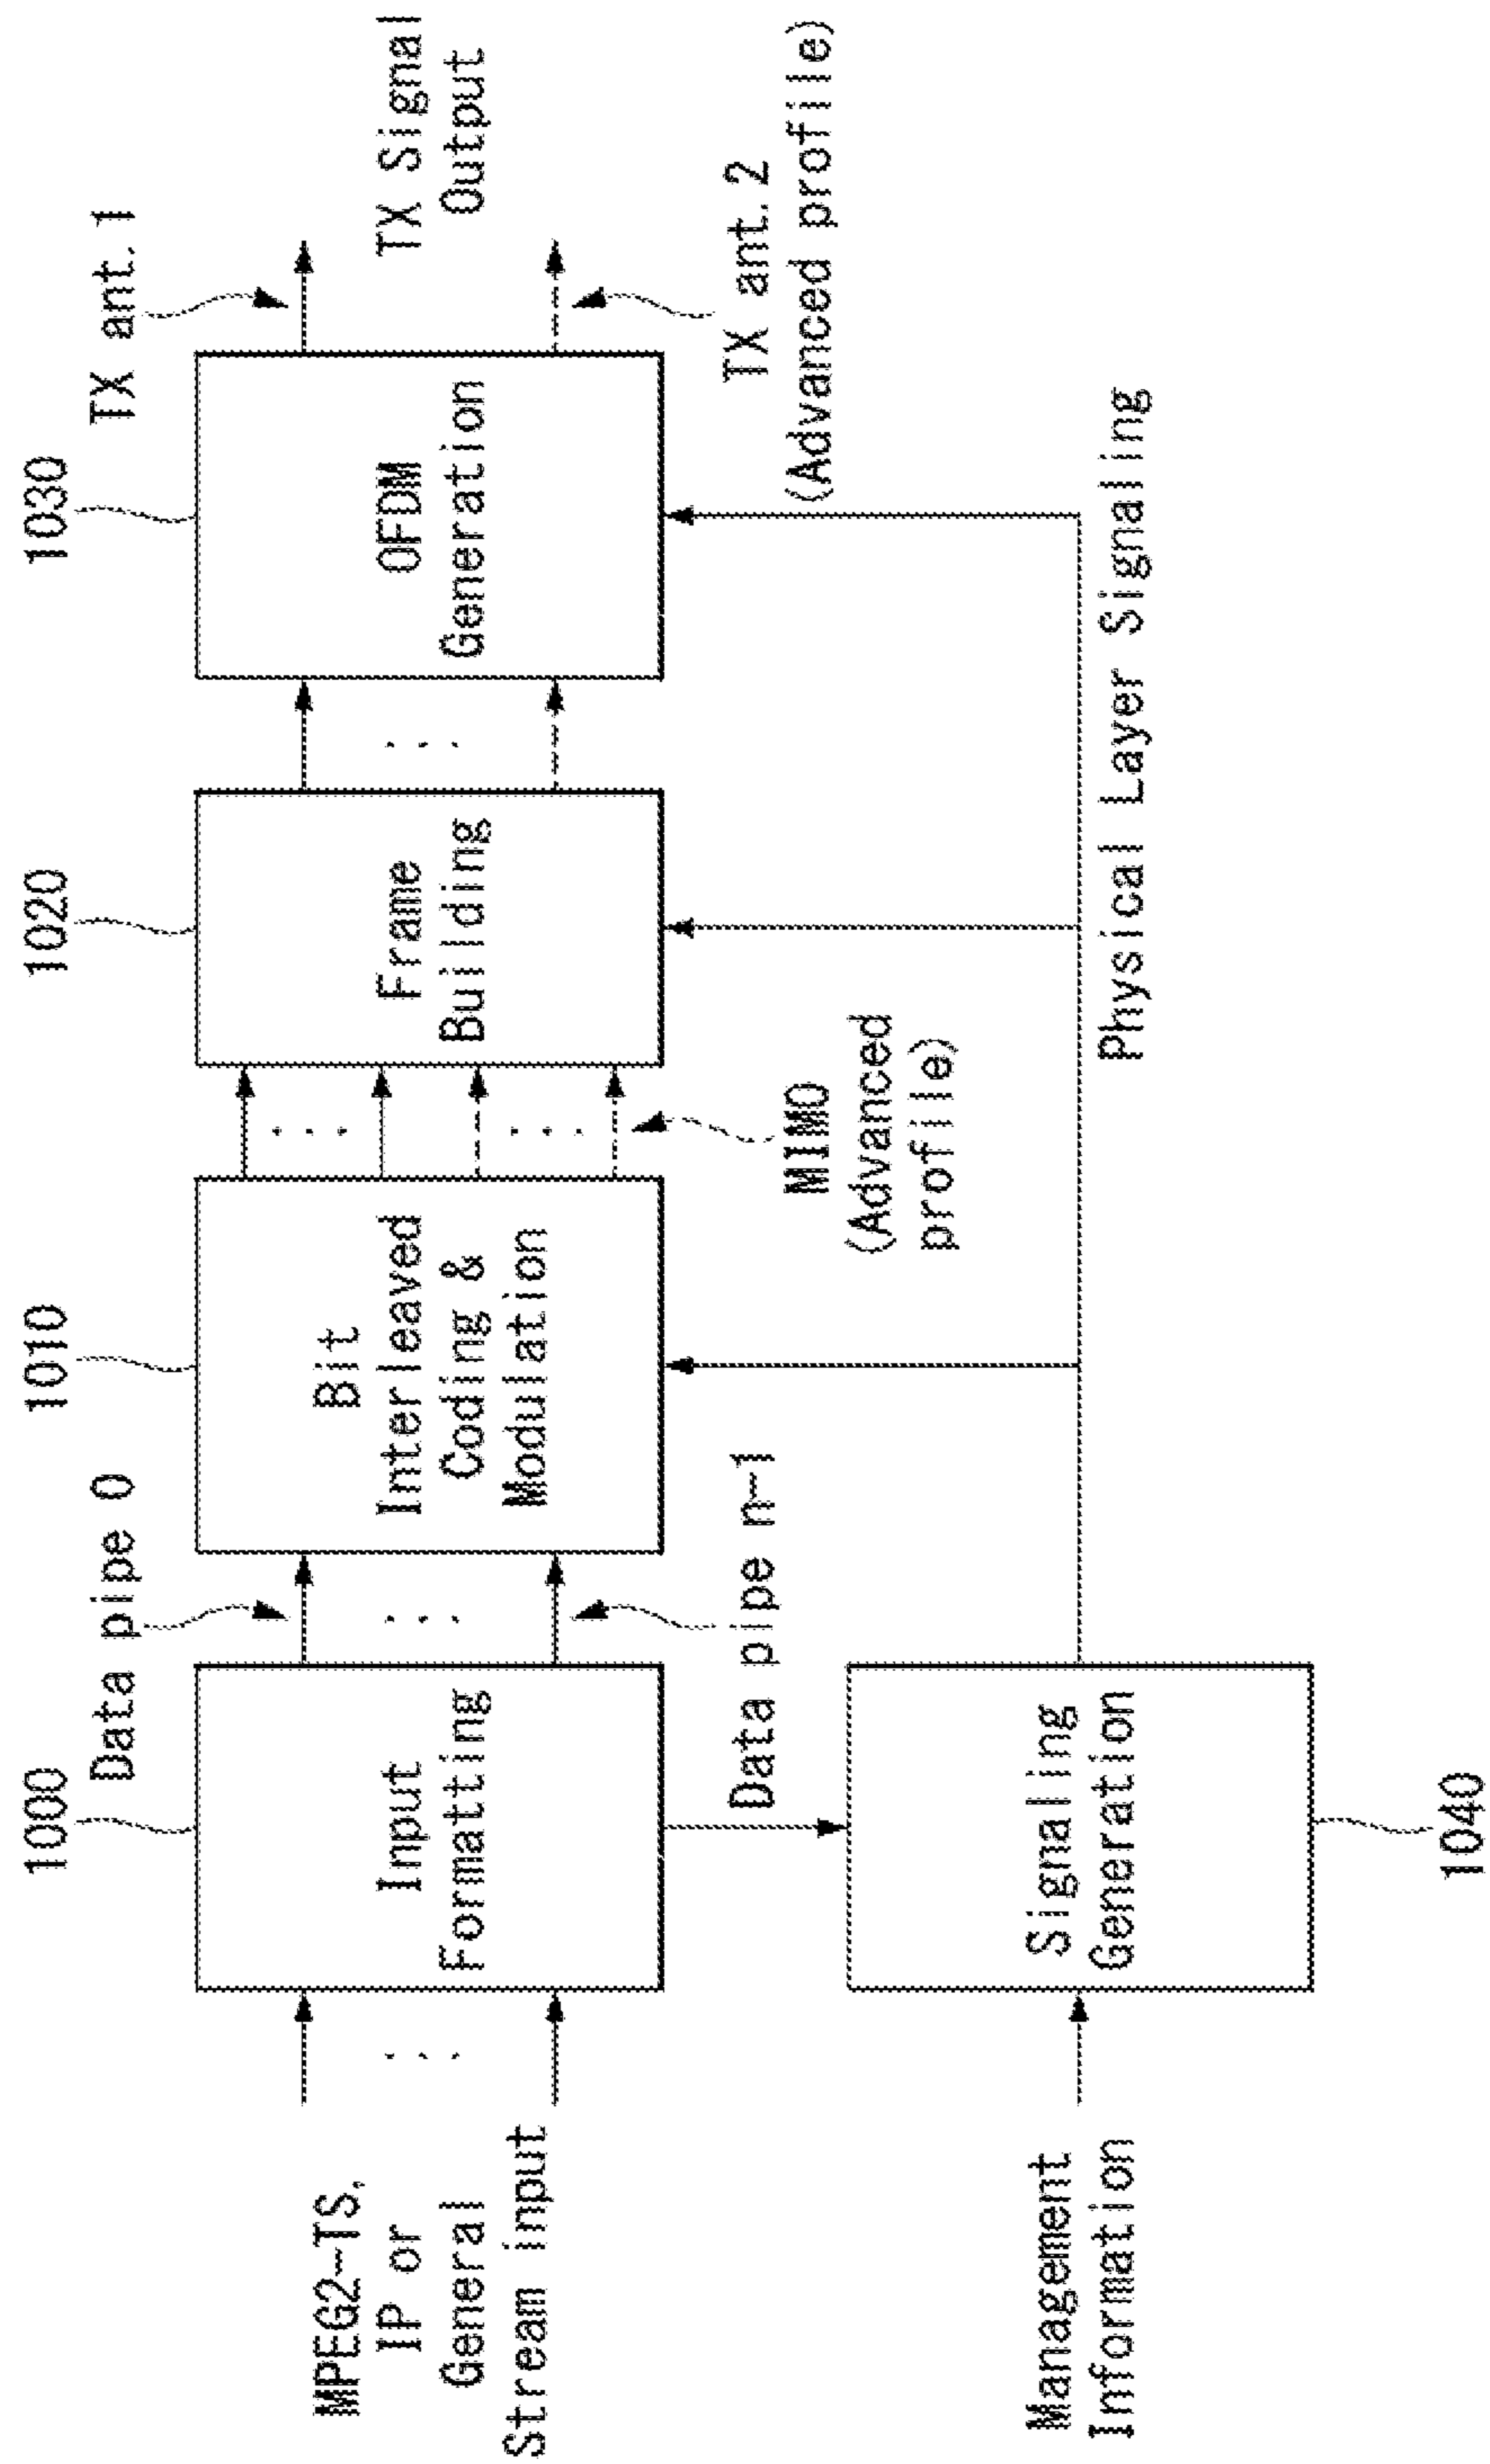 1000
1010
1020
1030
Data pipe 0
TX ant.1
MPEG2-TS,
IP or
General
Stream input
Input
Formatting
Bit
Interleaved
Coding &
Modulation
Frame
Building
OFDM
Generation
TX Signal
Output
Data pipe n-1
MIMO
(Advanced
profile)
TX ant.2
(Advanced profile)
Management
Information
Signaling
Generation
Physical Layer Signaling
1040